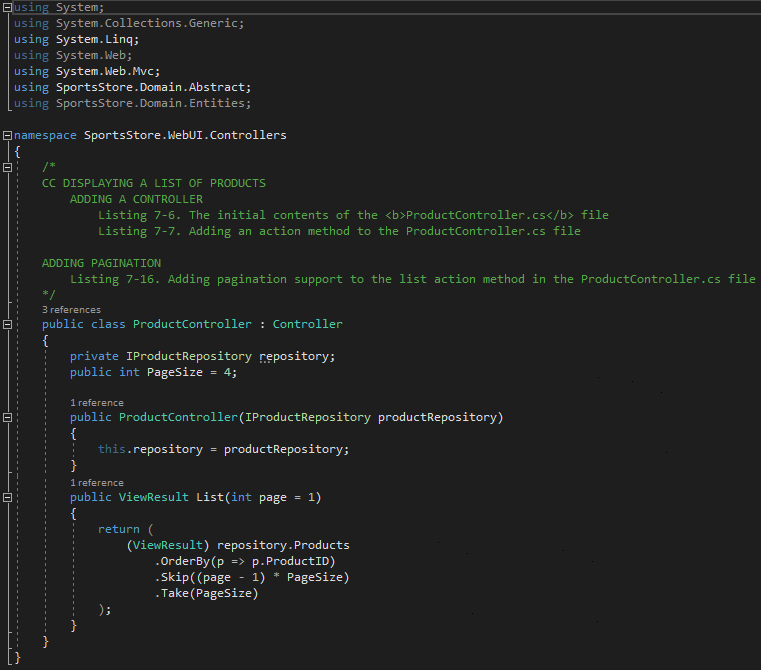 using System;
using System.Collections.Generic;
using System.Linq;
using System.Web;
using System.Web.Mvc;
using SportsStore.Domain.Abstract;
using SportsStore.Domain.Entities;

namespace SportsStore.WebUI.Controllers
{
    /*
    CC DISPLAYING A LIST OF PRODUCTS
        ADDING A CONTROLLER
            Listing 7-6. The initial contents of the <b>ProductController.cs</b> file
            Listing 7-7. Adding an action method to the ProductController.cs file

    ADDING PAGINATION
        Listing 7-16. Adding pagination support to the list action method in the ProductController.cs file
    */
    3 references
    public class ProductController : Controller
    {
        private IProductRepository repository;
        public int PageSize = 4;

        1 reference
        public ProductController(IProductRepository productRepository)
        {
            this.repository = productRepository;
        }
        1 reference
        public ViewResult List(int page = 1)
        {
            return (
                (ViewResult) repository.Products
                    .OrderBy(p => p.ProductID)
                    .Skip((page - 1) * PageSize)
                    .Take(PageSize)
            );
        }
    }
}